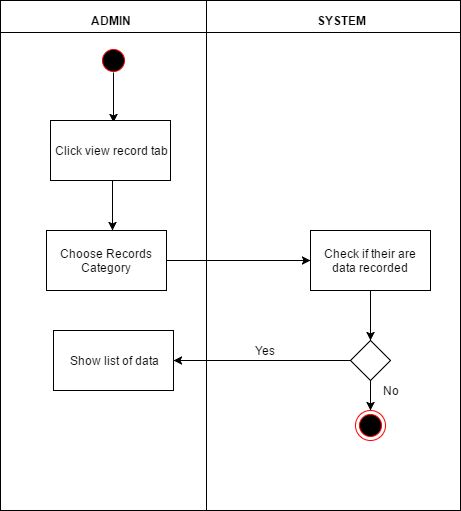 ADMIN
SYSTEM
Click view record tab
Choose Records
Category
Check if their are
data recorded
Show list of data
Yes
No